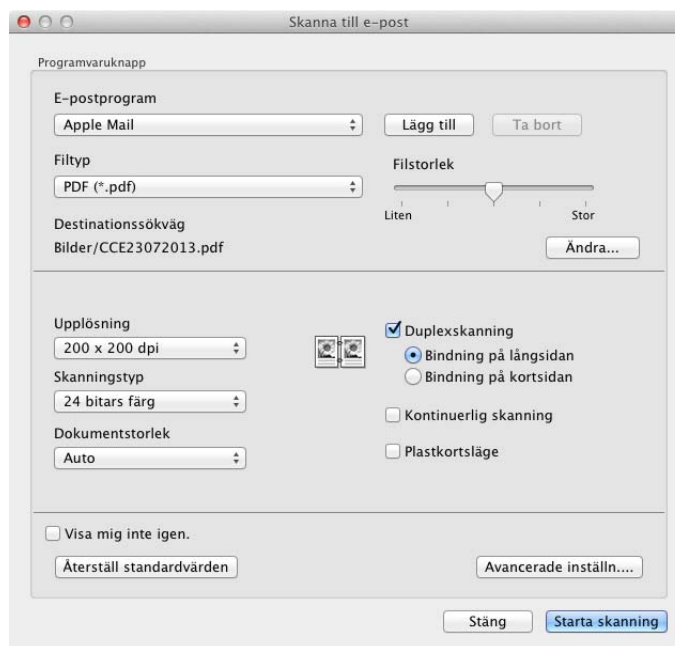 Skanna till e-post
Programvaruknapp
E-postprogram
Apple Mail
Lägg till
Ta bort
Filtyp
PDF (*.pdf)
Filstorlek
Liten
Stor
Destinationssökväg
Bilder/CCE23072013.pdf
Ändra...
Upplösning
200 x 200 dpi
Skanningstyp
24 bitars färg
Dokumentstorlek
Auto
Duplexskanning
Bindning på långsidan
Bindning på kortsidan
Kontinuerlig skanning
Plastkortsläge
Visa mig inte igen.
Återställ standardvärden
Avancerade inställn....
Stäng
Starta skanning